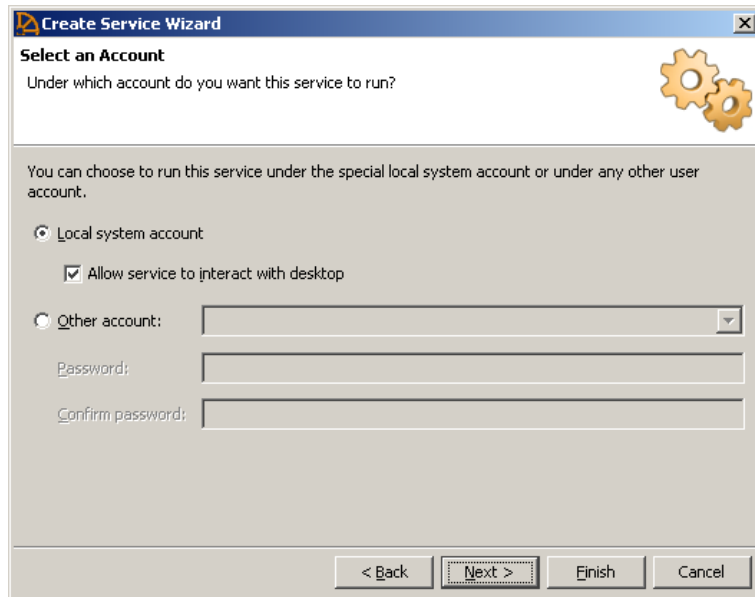 Create Service Wizard
Select an Account
Under which account do you want this service to run?
You can choose to run this service under the special local system account or under any other user
account.
Local system account
Allow service to interact with desktop
Other account:
Password:
Confirm password:
< Back
Next >
Finish
Cancel